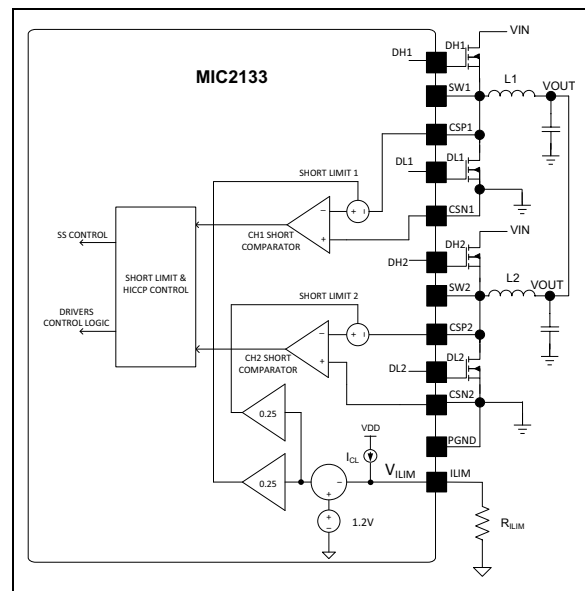 VIN
DH1
DH1
MIC2133
SW1
L1
VOUT
CSP1
DL1
DL1
SHORT LIMIT 1
CSN1
CH1 SHORT
COMPARATOR
VIN
SS CONTROL
SHORT LIMIT &
HICCP CONTROL
DH2
DH2
SW2
L2
VOUT
SHORT LIMIT 2
DRIVERS
CONTROL LOGIC
CSP2
CH2 SHORT
COMPARATOR
DL2
DL2
CSN2
0.25
VDD
PGND
ICL
VILIM
ILIM
0.25
1.2V
RILIM